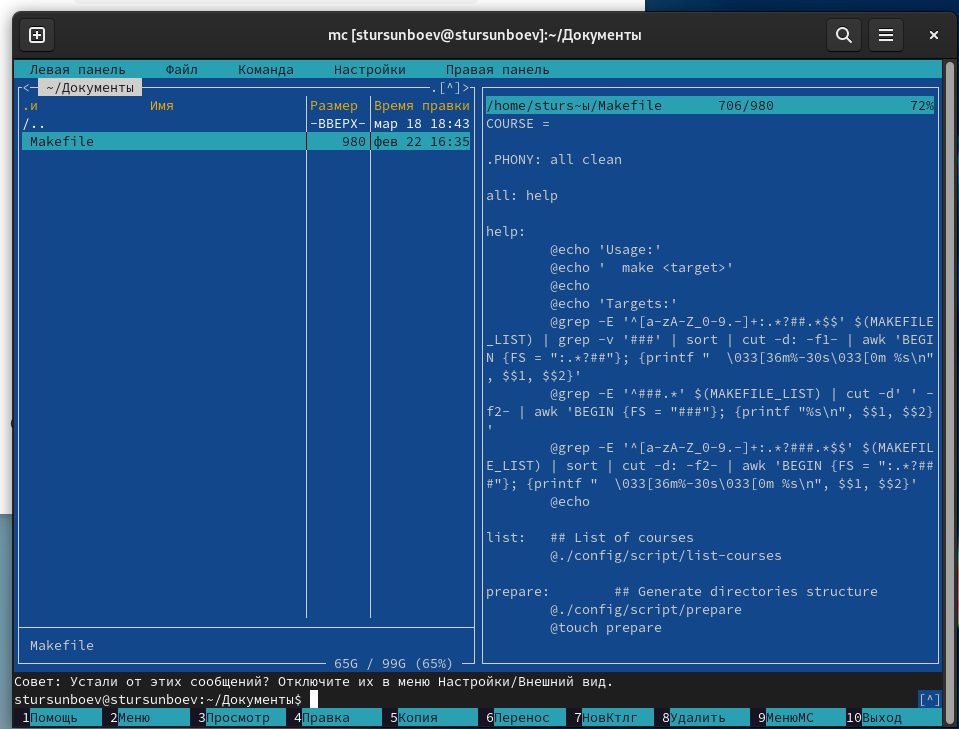 mc [stursunboev@stursunboev]:~/Документы
Левая панель Файл Команда Настройки Правая панель
<─ ~/Документы .[^]>
.и Имя Размер Время правки
/.. -ВВЕРХ- мар 18 18:43
Makefile 980 фев 22 16:35
Makefile
65G / 99G (65%)
/home/sturs~ы/Makefile 706/980 72%
COURSE =
.PHONY: all clean
all: help
help:
@echo 'Usage:'
@echo '  make <target>'
@echo
@echo 'Targets:'
@grep -E '^[a-zA-Z_0-9.-]+:.*?##.*$$' $(MAKEFILE
_LIST) | grep -v '###' | sort | cut -d: -f1- | awk 'BEGI
N {FS = ":.*?##"}; {printf "  \033[36m%-30s\033[0m %s\n"
, $$1, $$2}'
@grep -E '^###.*' $(MAKEFILE_LIST) | cut -d' ' -
f2- | awk 'BEGIN {FS = "###"}; {printf "%s\n", $$1, $$2}
'
@grep -E '^[a-zA-Z_0-9.-]+:.*?###.*$$' $(MAKEFIL
E_LIST) | sort | cut -d: -f2- | awk 'BEGIN {FS = ":.*?##
#"}; {printf "  \033[36m%-30s\033[0m %s\n", $$1, $$2}'
@echo
list:   ## List of courses
@./config/script/list-courses
prepare:        ## Generate directories structure
@./config/script/prepare
@touch prepare
Совет: Устали от этих сообщений? Отключите их в меню Настройки/Внешний вид.
stursunboev@stursunboev:~/Документы$ [^]
1Помощь 2Меню 3Просмотр 4Правка 5Копия 6Перенос 7НовКтлг 8Удалить 9МенюMC 10Выход